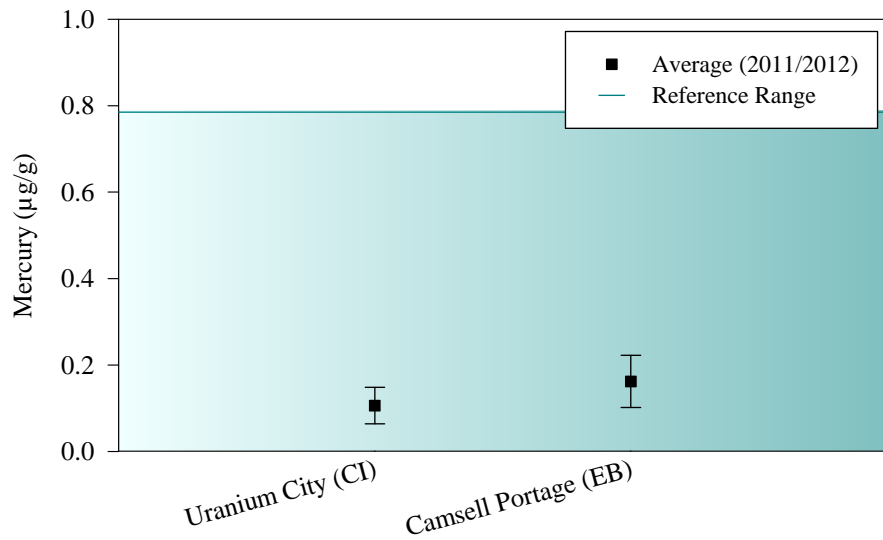 1.0
0.8
0.6
0.4
0.2
0.0
Mercury (µg/g)
Average (2011/2012)
Reference Range
Uranium City (CI)
Camsell Portage (EB)